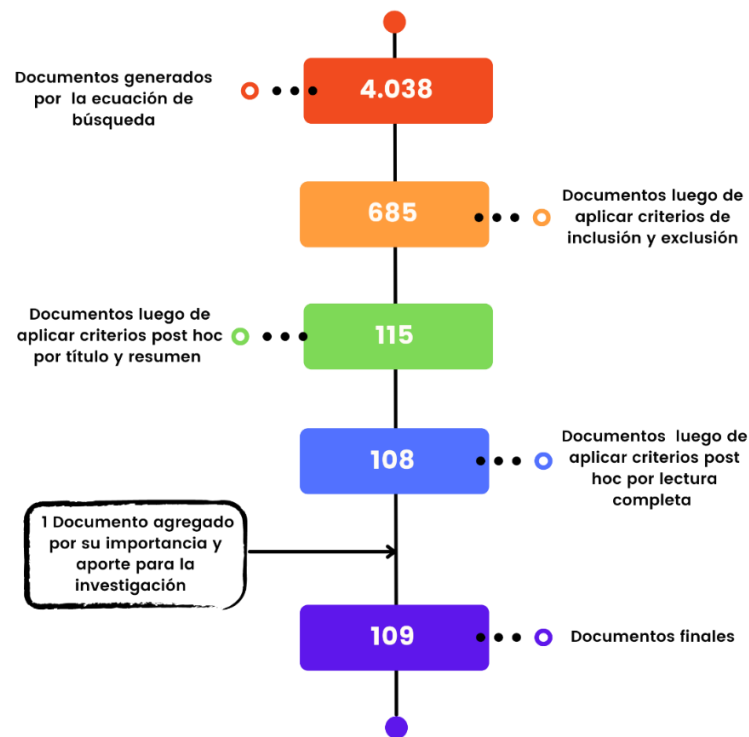 4.038
Documentos generados
por la ecuación de
búsqueda
685
Documentos luego de
aplicar criterios de
inclusión y exclusión
Documentos luego de
aplicar criterios post hoc
por título y resumen
115
108
Documentos luego de
aplicar criterios post
hoc por lectura
completa
1 Documento agregado
por su importancia y
aporte para la
investigación
109
Documentos finales